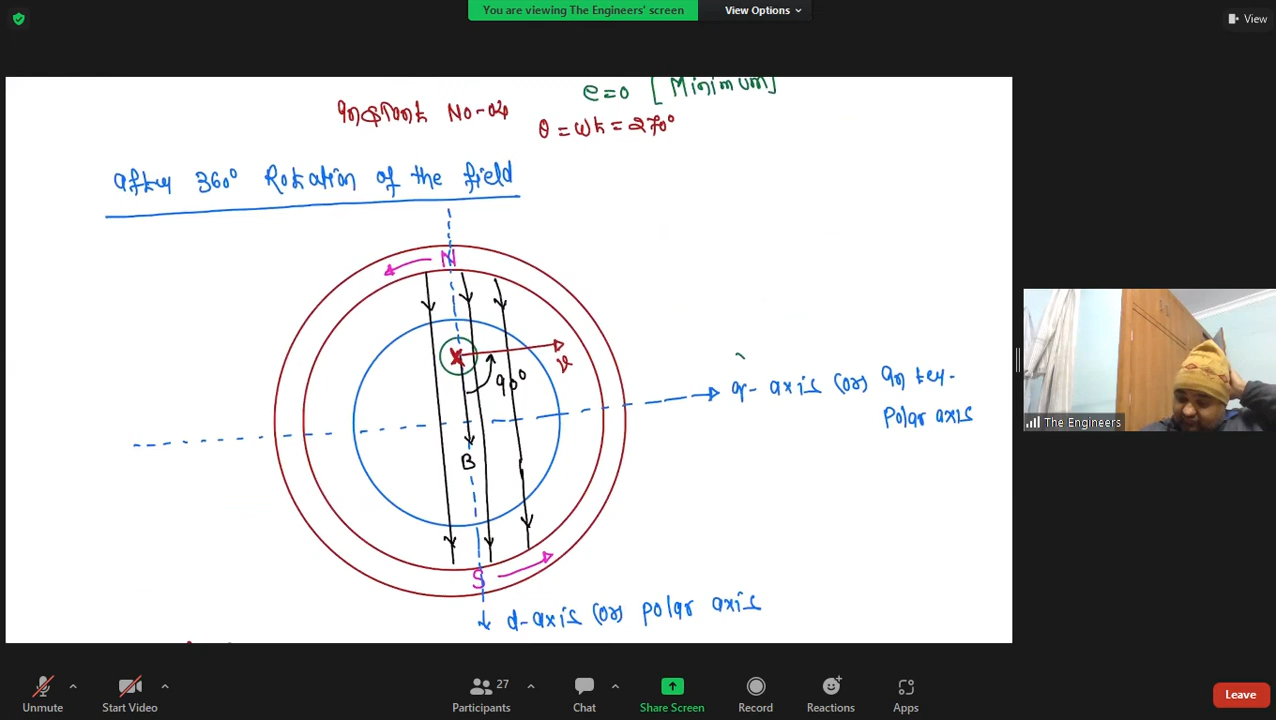 You are viewing The Engineers' screen
View Options
View
e=0 [Minimum]
Instant No-04
θ = ωt = 270°
after 360° Rotation of the field
N
v
90°
q-axis (or) Inter-
Polar axis
B
S
d-axis (or) polar axis
The Engineers
Unmute
Start Video
27
Participants
Chat
Share Screen
Record
Reactions
Apps
Leave